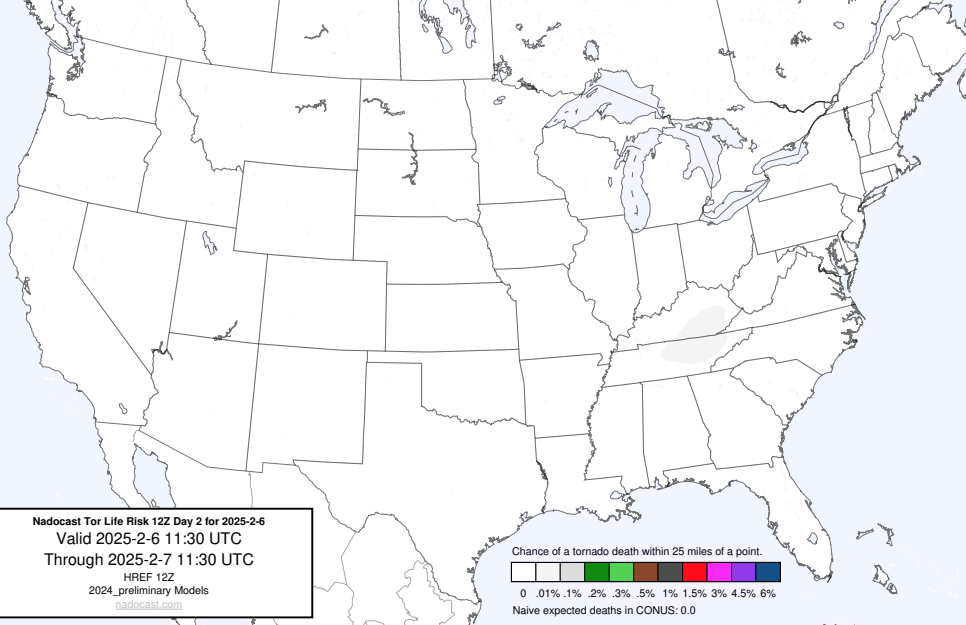 Nadocast Tor Life Risk 12Z Day 2 for 2025-2-6
Valid 2025-2-6 11:30 UTC
Through 2025-2-7 11:30 UTC
HREF 12Z
2024_preliminary Models
nadocast.com
Chance of a tornado death within 25 miles of a point.
0 .01% .1% .2% .3% .5% 1% 1.5% 3% 4.5% 6%
Naive expected deaths in CONUS: 0.0